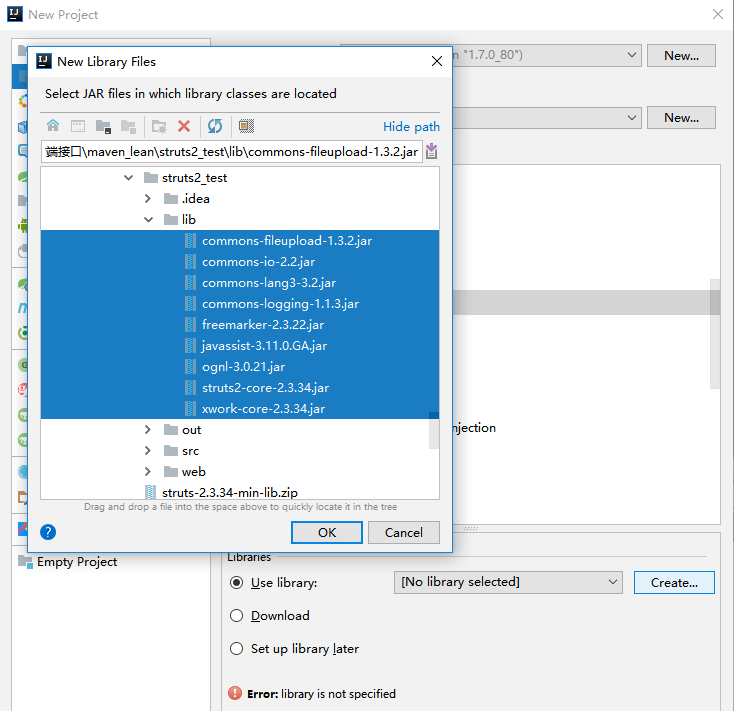 New Project
New Library Files
n "1.7.0_80")
New...
Select JAR files in which library classes are located
New...
Hide path
端接口\maven_lean\struts2_test\lib\commons-fileupload-1.3.2.jar
struts2_test
.idea
lib
commons-fileupload-1.3.2.jar
commons-io-2.2.jar
commons-lang3-3.2.jar
commons-logging-1.1.3.jar
freemarker-2.3.22.jar
javassist-3.11.0.GA.jar
ognl-3.0.21.jar
struts2-core-2.3.34.jar
xwork-core-2.3.34.jar
out
njection
src
web
struts-2.3.34-min-lib.zip
Drag and drop a file into the space above to quickly locate it in the tree
? OK Cancel
Libraries
Empty Project
Use library: [No library selected] Create...
Download
Set up library later
Error: library is not specified